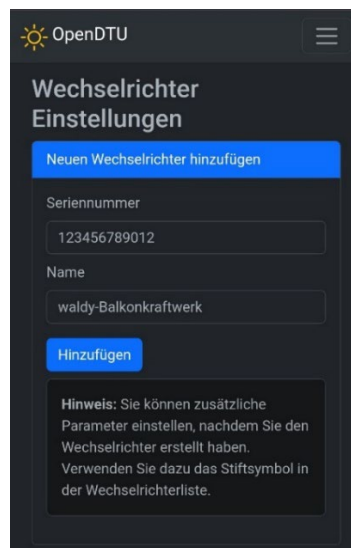 OpenDTU
Wechselrichter
Einstellungen
Neuen Wechselrichter hinzufügen
Seriennummer
123456789012
Name
waldy-Balkonkraftwerk
Hinzufügen
Hinweis: Sie können zusätzliche
Parameter einstellen, nachdem Sie den
Wechselrichter erstellt haben.
Verwenden Sie dazu das Stiftsymbol in
der Wechselrichterliste.